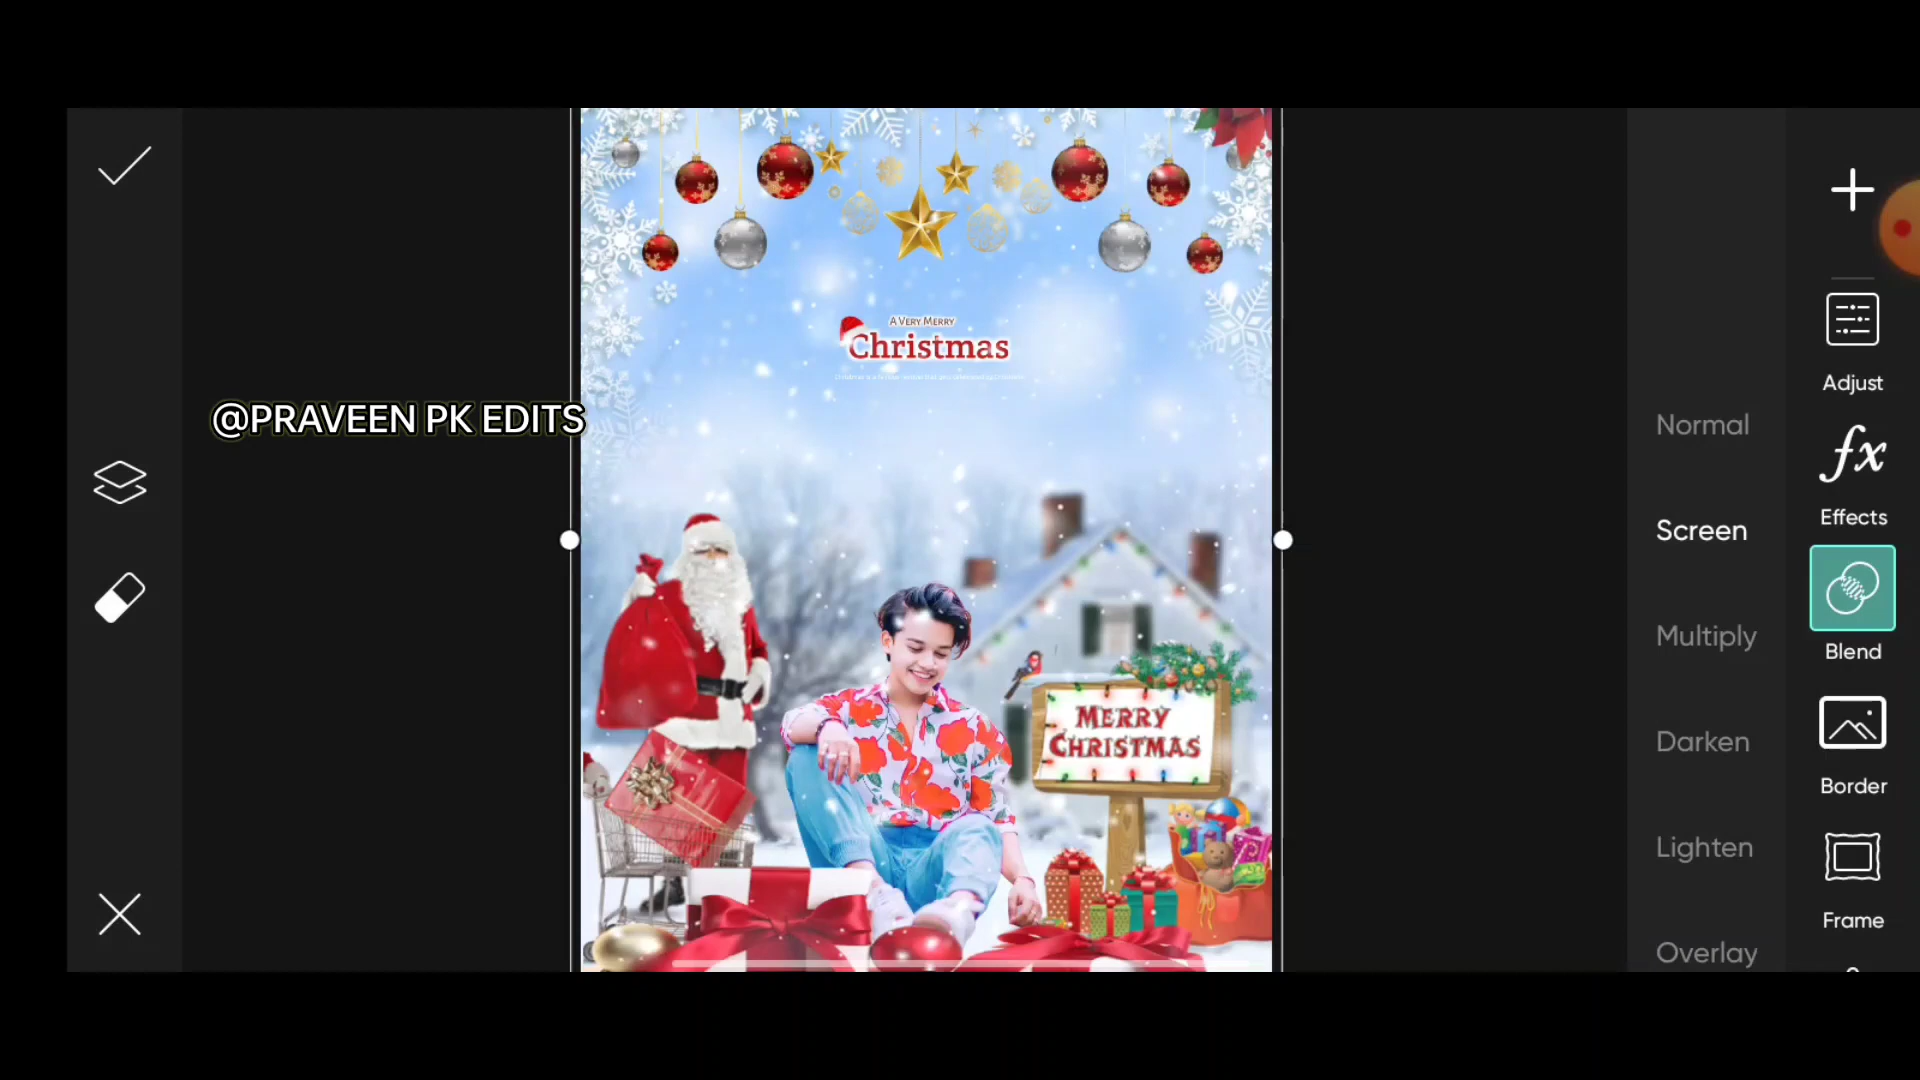 A VERY MERRY
Christmas
@PRAVEEN PK EDITS
MERRY
CHRISTMAS
Normal
Screen
Multiply
Darken
Lighten
Overlay
Adjust
fx
Effects
Blend
Border
Frame